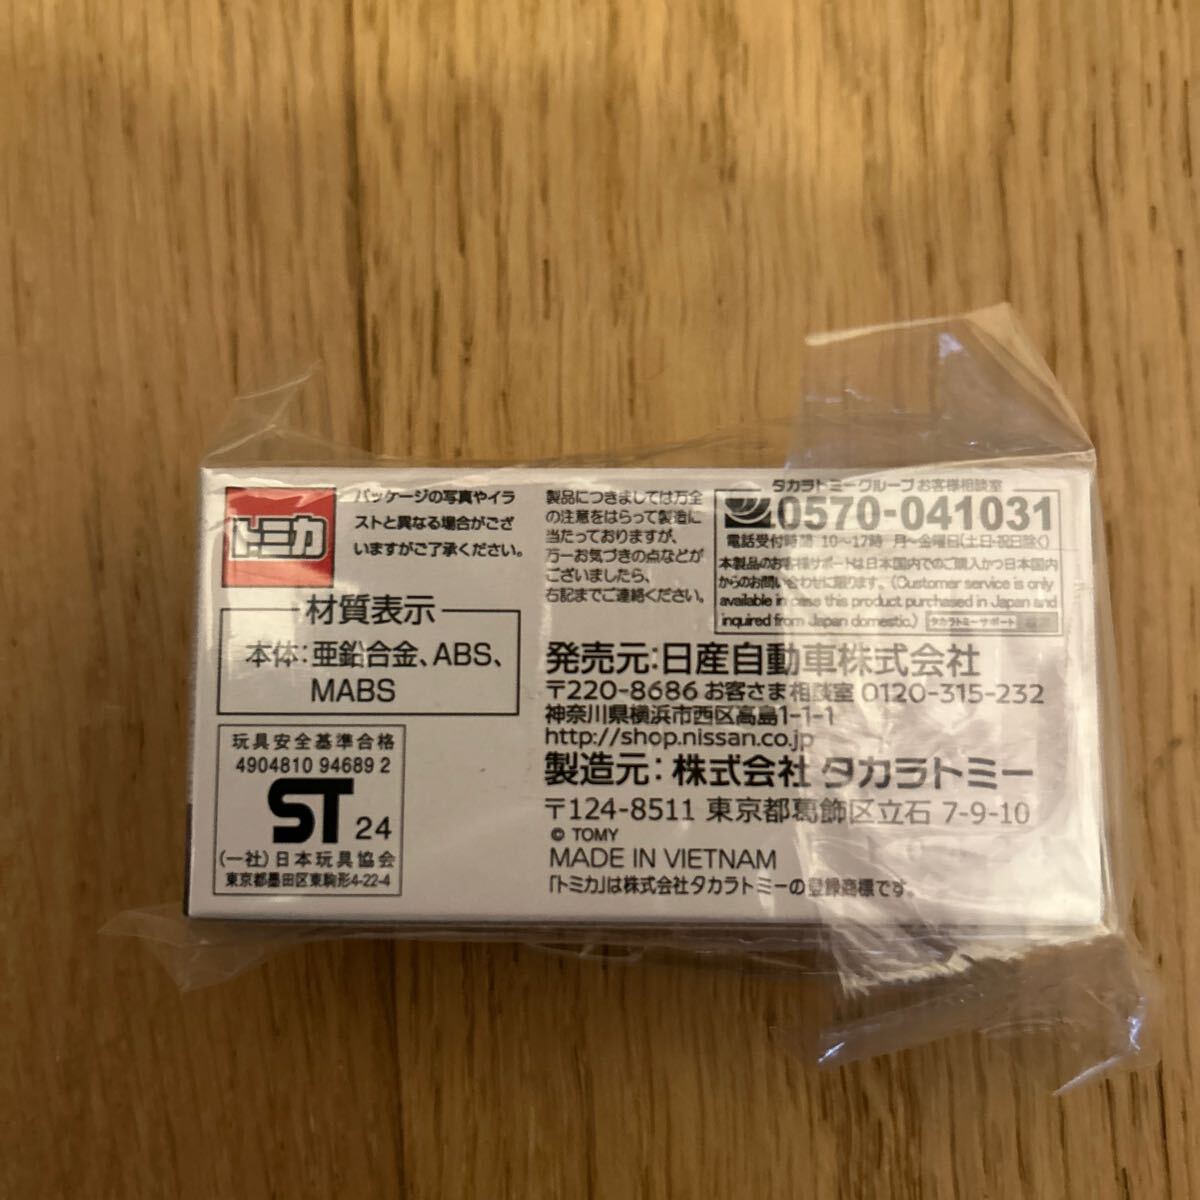 トミカ
パッケージの写真やイラ
ストと異なる場合がござ
いますがご了承ください。
材質表示
本体:亜鉛合金、ABS、
MABS
玩具安全基準合格
4904810 94689 2
ST 24
(一社)日本玩具協会
東京都墨田区東駒形4-22-4
製品につきましては万全
の注意をはらって製造に
当たっておりますが、
万一お気づきの点などが
ございましたら、
右記までご連絡ください。
タカラトミーグループ お客様相談室
0570-041031
電話受付時間 10〜17時 月〜金曜日(土日・祝日除く)
本製品のお客様サポートは日本国内でのご購入かつ日本国内
からのお問い合わせに限ります。(Customer service is only
available in case this product purchased in Japan and
inquired from Japan domestic.) タカラトミーサポート
発売元:日産自動車株式会社
〒220-8686 お客さま相談室 0120-315-232
神奈川県横浜市西区高島1-1-1
http://shop.nissan.co.jp
製造元:株式会社 タカラトミー
〒124-8511 東京都葛飾区立石 7-9-10
© TOMY
MADE IN VIETNAM
「トミカ」は株式会社タカラトミーの登録商標です。